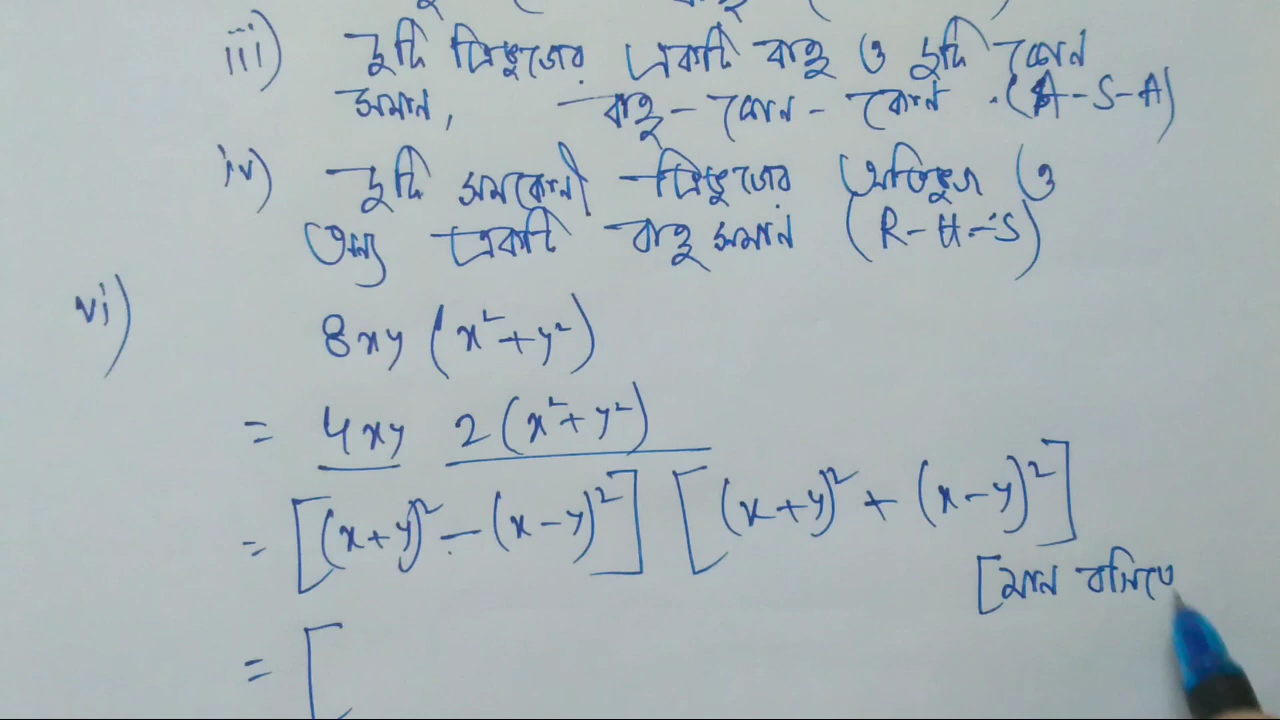 iii) দুটি ত্রিভুজের একটি বাহু ও দুটি কোন
সমান, বাহু - কোন - কোন . (A-S-A)
iv) দুটি সমকোনী ত্রিভুজের অতিভুজ ও
অন্য একটি বাহু সমান (R-H-S)
vi) 8xy (x²+y²)
= 4xy 2(x²+y²)
= [(x+y)² - (x-y)²] [(x+y)² + (x-y)²]
[মান বসিয়ে
= [